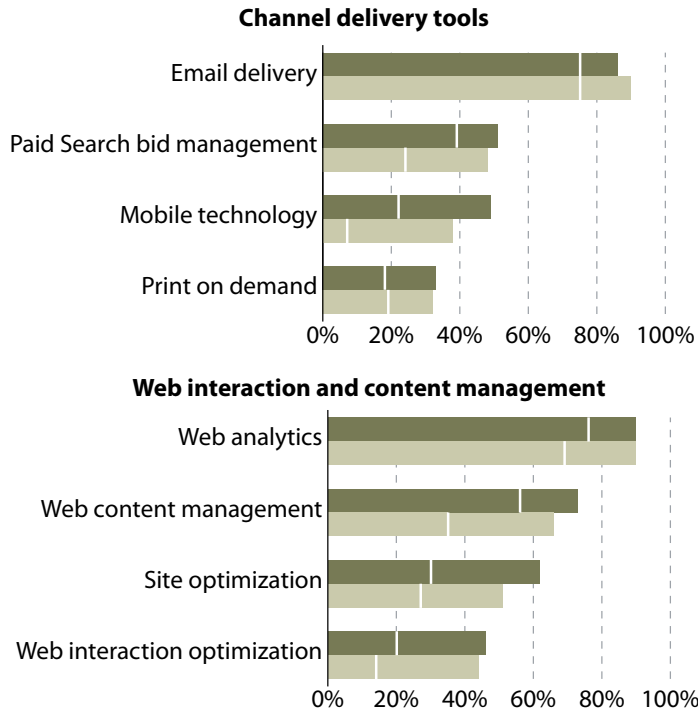 Channel delivery tools
Email delivery
Paid Search bid management
Mobile technology
Print on demand
0% 20% 40% 60% 80% 100%
Web interaction and content management
Web analytics
Web content management
Site optimization
Web interaction optimization
0% 20% 40% 60% 80% 100%